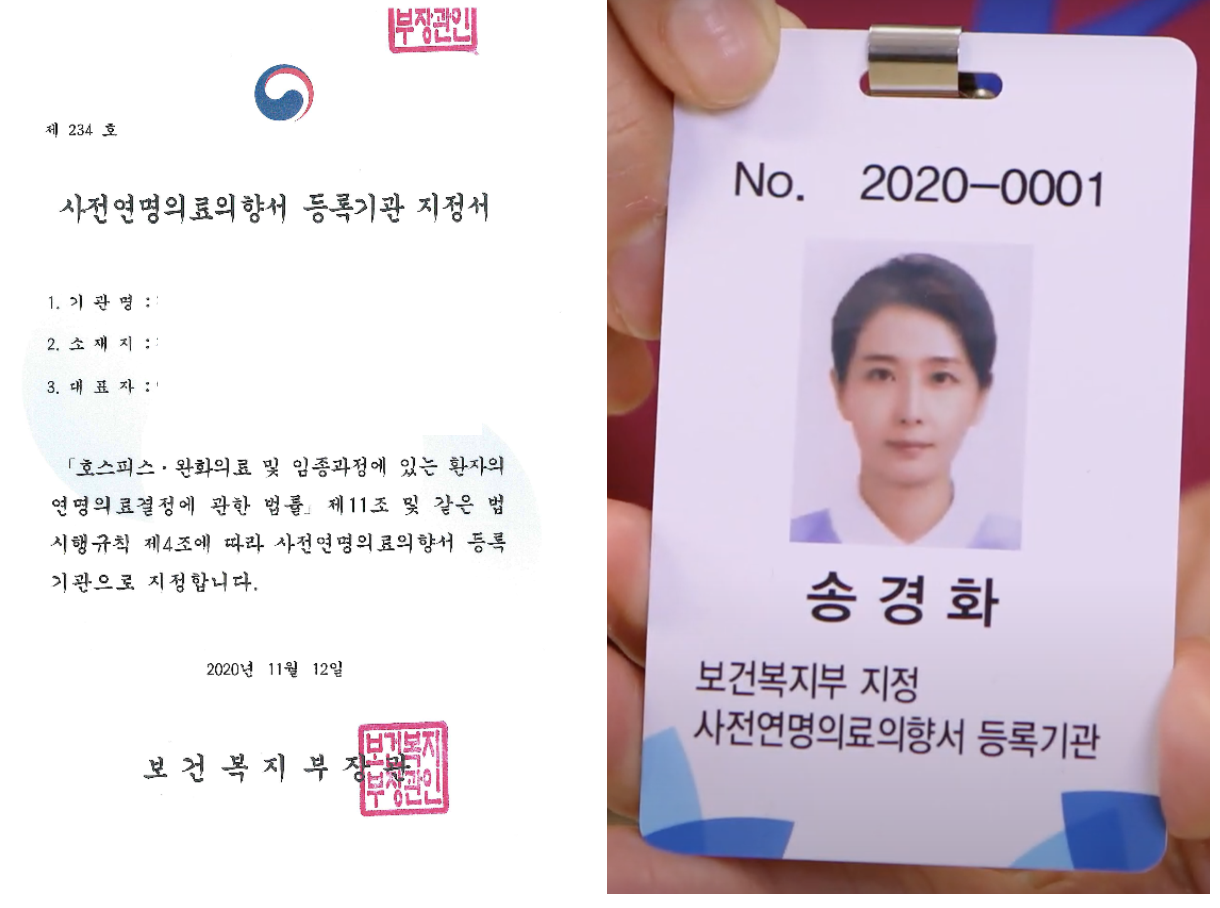 부장관인
제 234 호
사전연명의료의향서 등록기관 지정서
1. 기 관 명 :
2. 소 재 지 :
3. 대 표 자 :
「호스피스·완화의료 및 임종과정에 있는 환자의
연명의료결정에 관한 법률」 제11조 및 같은 법
시행규칙 제4조에 따라 사전연명의료의향서 등록
기관으로 지정합니다.
2020년 11월 12일
보 건 복 지 부 장 관
보건복지
부장관인
No. 2020-0001
송 경 화
보건복지부 지정
사전연명의료의향서 등록기관